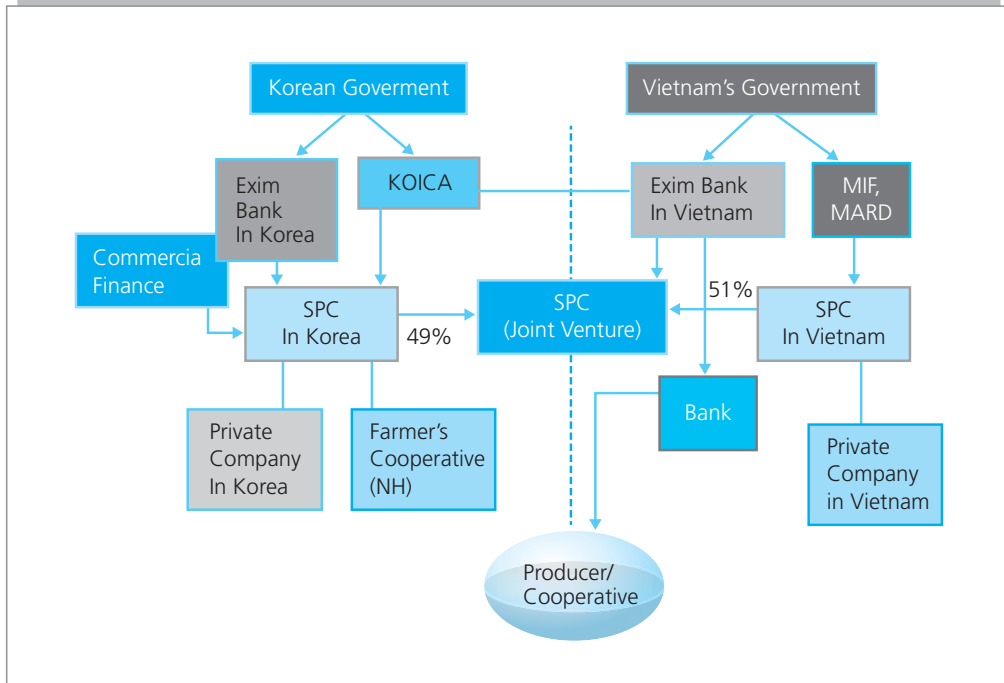 Korean Goverment
Vietnam's Government
Exim
Bank
In Korea
KOICA
Exim Bank
In Vietnam
MIF,
MARD
Commercia
Finance
SPC
In Korea
49%
SPC
(Joint Venture)
51%
SPC
In Vietnam
Private
Company
In Korea
Farmer's
Cooperative
(NH)
Bank
Private
Company
in Vietnam
Producer/
Cooperative